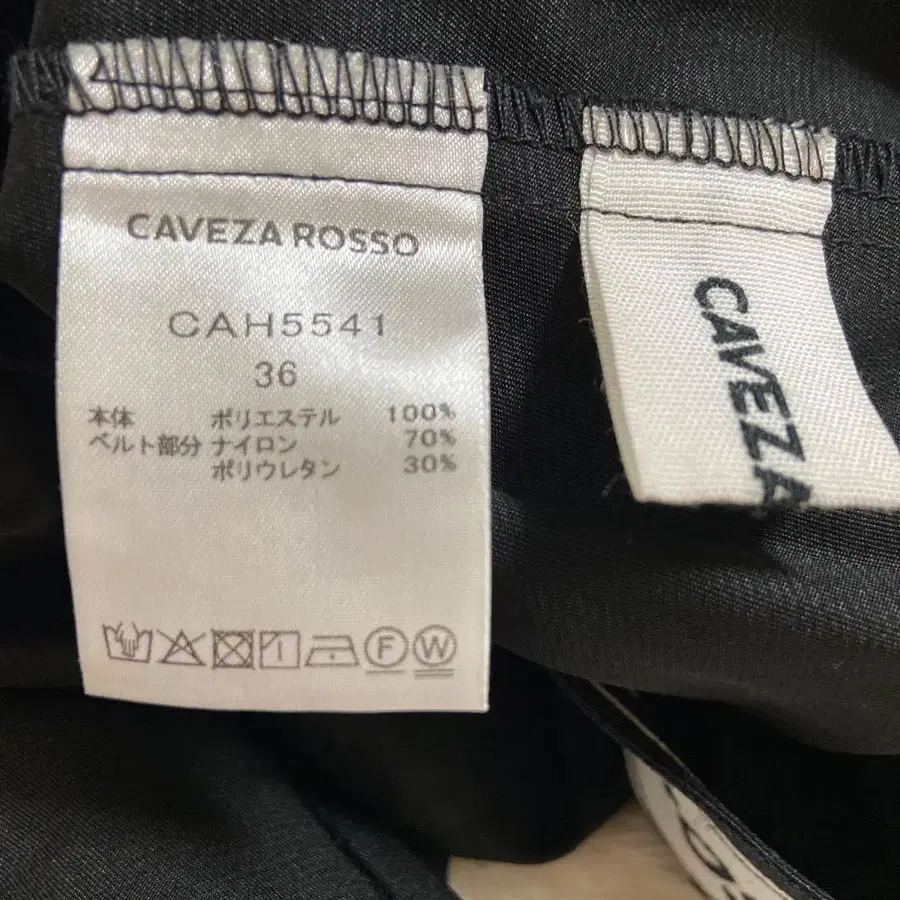 CAVEZA ROSSO
CAH5541
36
本体 ポリエステル 100%
ベルト部分 ナイロン 70%
ポリウレタン 30%
F W
CAVEZA